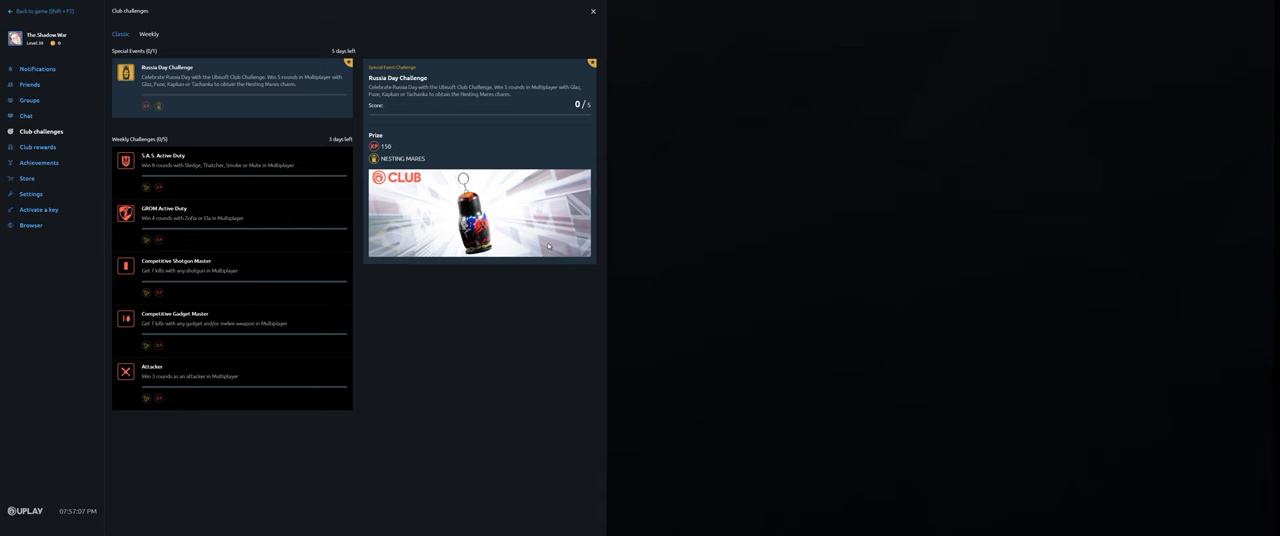 Back to game (Shift + F2)
The.Shadow.War
Level 39 0
Notifications
Friends
Groups
Chat
Club challenges
Club rewards
Achievements
Store
Settings
Activate a key
Browser
UPLAY 07:57:07 PM
Club challenges
Classic Weekly
Special Events (0/1) 5 days left
Russia Day Challenge
Celebrate Russia Day with the Ubisoft Club Challenge. Win 5 rounds in Multiplayer with
Glaz, Fuze, Kapkan or Tachanka to obtain the Nesting Mares charm.
XP
Weekly Challenges (0/5) 3 days left
S.A.S. Active Duty
Win 8 rounds with Sledge, Thatcher, Smoke or Mute in Multiplayer
XP
GROM Active Duty
Win 4 rounds with Zofia or Ela in Multiplayer
XP
Competitive Shotgun Master
Get 7 kills with any shotgun in Multiplayer
XP
Competitive Gadget Master
Get 7 kills with any gadget and/or melee weapon in Multiplayer
XP
Attacker
Win 3 rounds as an attacker in Multiplayer
XP
Special Event Challenge
Russia Day Challenge
Celebrate Russia Day with the Ubisoft Club Challenge. Win 5 rounds in Multiplayer with Glaz,
Fuze, Kapkan or Tachanka to obtain the Nesting Mares charm.
Score: 0 / 5
Prize
XP 150
NESTING MARES
CLUB